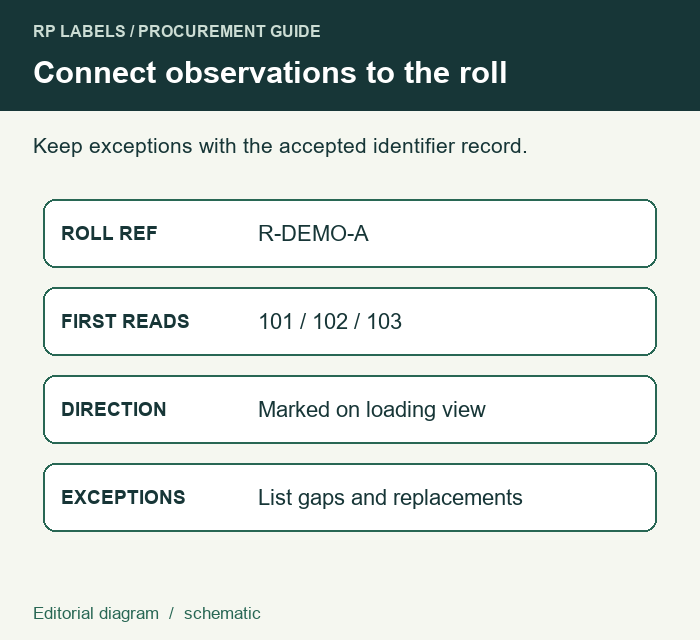 RP LABELS / PROCUREMENT GUIDE
Connect observations to the roll
Keep exceptions with the accepted identifier record.
ROLL REF R-DEMO-A
FIRST READS 101 / 102 / 103
DIRECTION Marked on loading view
EXCEPTIONS List gaps and replacements
Editorial diagram / schematic